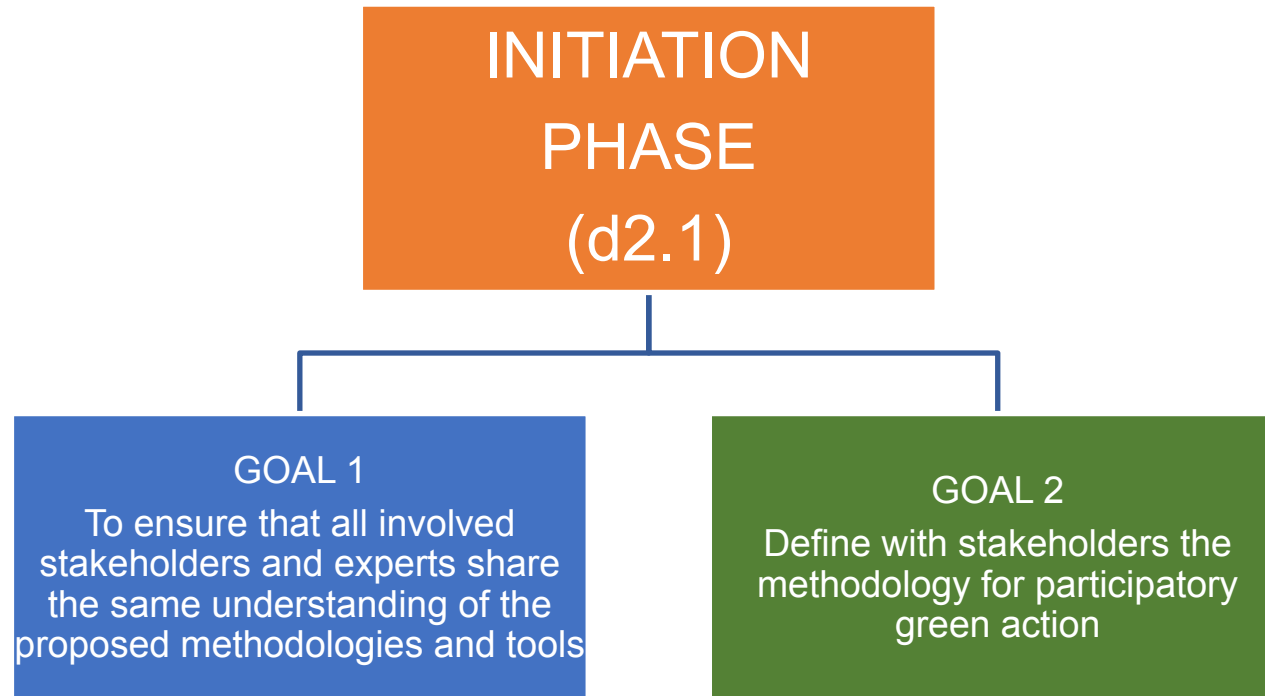 INITIATION
PHASE
(d2.1)
GOAL 1
To ensure that all involved
stakeholders and experts share
the same understanding of the
proposed methodologies and tools
GOAL 2
Define with stakeholders the
methodology for participatory
green action